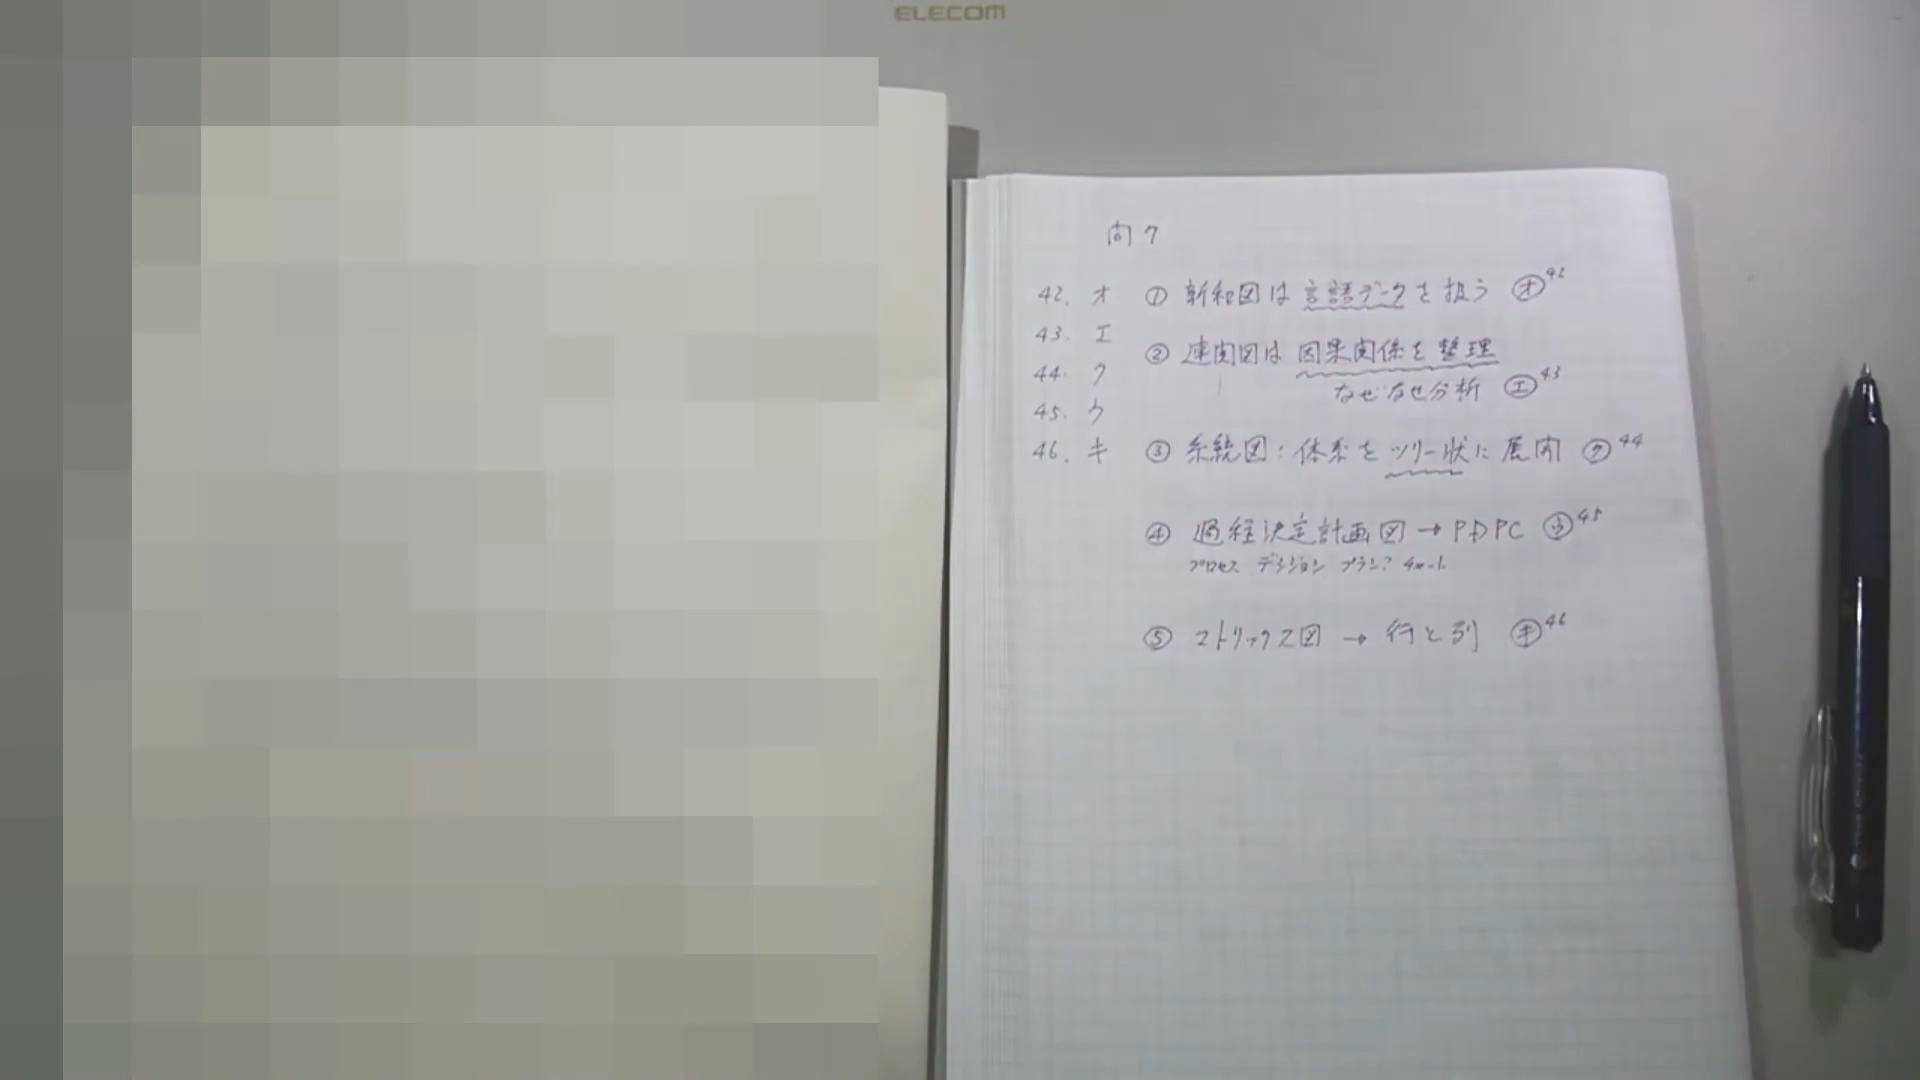 ELECOM
問7
42. オ
43. エ
44. ク
45. ウ
46. キ
① 新和図は 言語データを扱う オ 42
② 連関図は 因果関係を整理
なぜなぜ分析 エ 43
③ 系統図:体系をツリー状に展開 ク 44
④ 過程決定計画図→PDPC ウ 45
プロセス デシジョン プラン? チャート
⑤ マトリックス図 → 行と列 キ 46